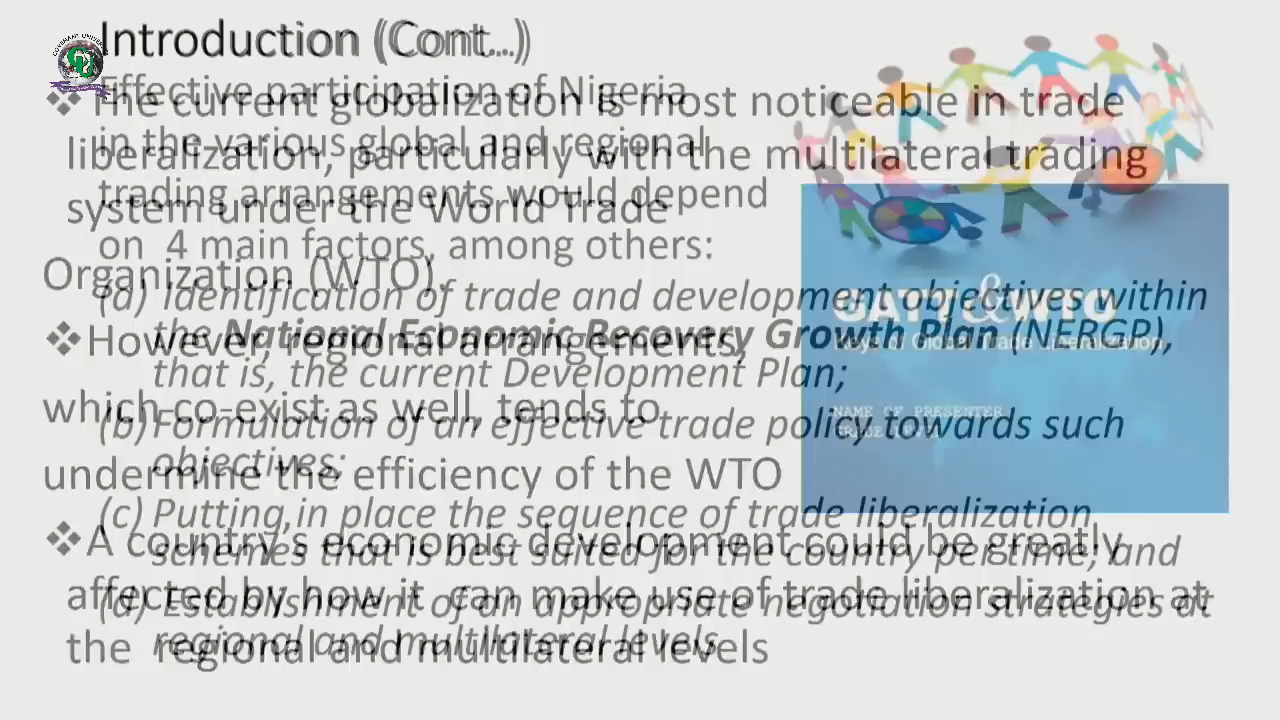 Introduction (Cont…)
❖The current globalization is most noticeable in trade
liberalization, particularly with the multilateral trading
system under the World Trade
Organization (WTO).
❖However, regional arrangements,
which co-exist as well, tends to
undermine the efficiency of the WTO
❖A country's economic development could be greatly
affected by how it can make use of trade liberalization at
the regional and multilateral levels
Effective participation of Nigeria
in the various global and regional
trading arrangements would depend
on 4 main factors, among others:
(a) Identification of trade and development objectives within
the National Economic Recovery Growth Plan (NERGP),
that is, the current Development Plan;
(b) Formulation of an effective trade policy towards such
objectives;
(c) Putting in place the sequence of trade liberalization
schemes that is best suited for the country per time; and
(d) Establishment of an appropriate negotiation strategies at
regional and multilateral levels
GATT & WTO
Keys of Global Trade Liberalization
NAME OF PRESENTER